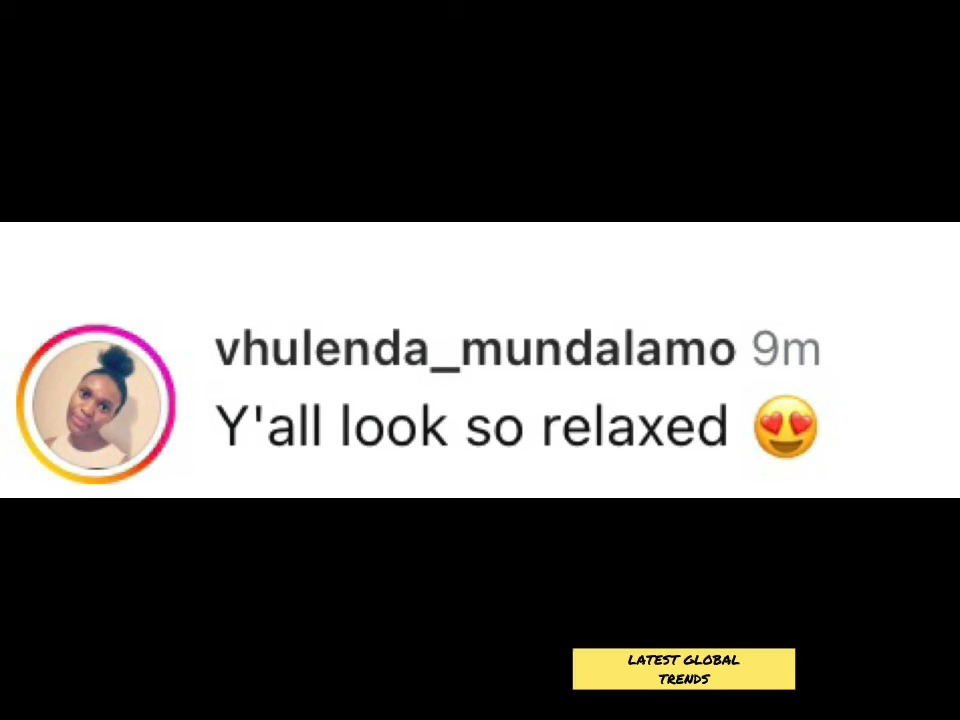 vhulenda_mundalamo 9m
Y'all look so relaxed 😍
LATEST GLOBAL
TRENDS